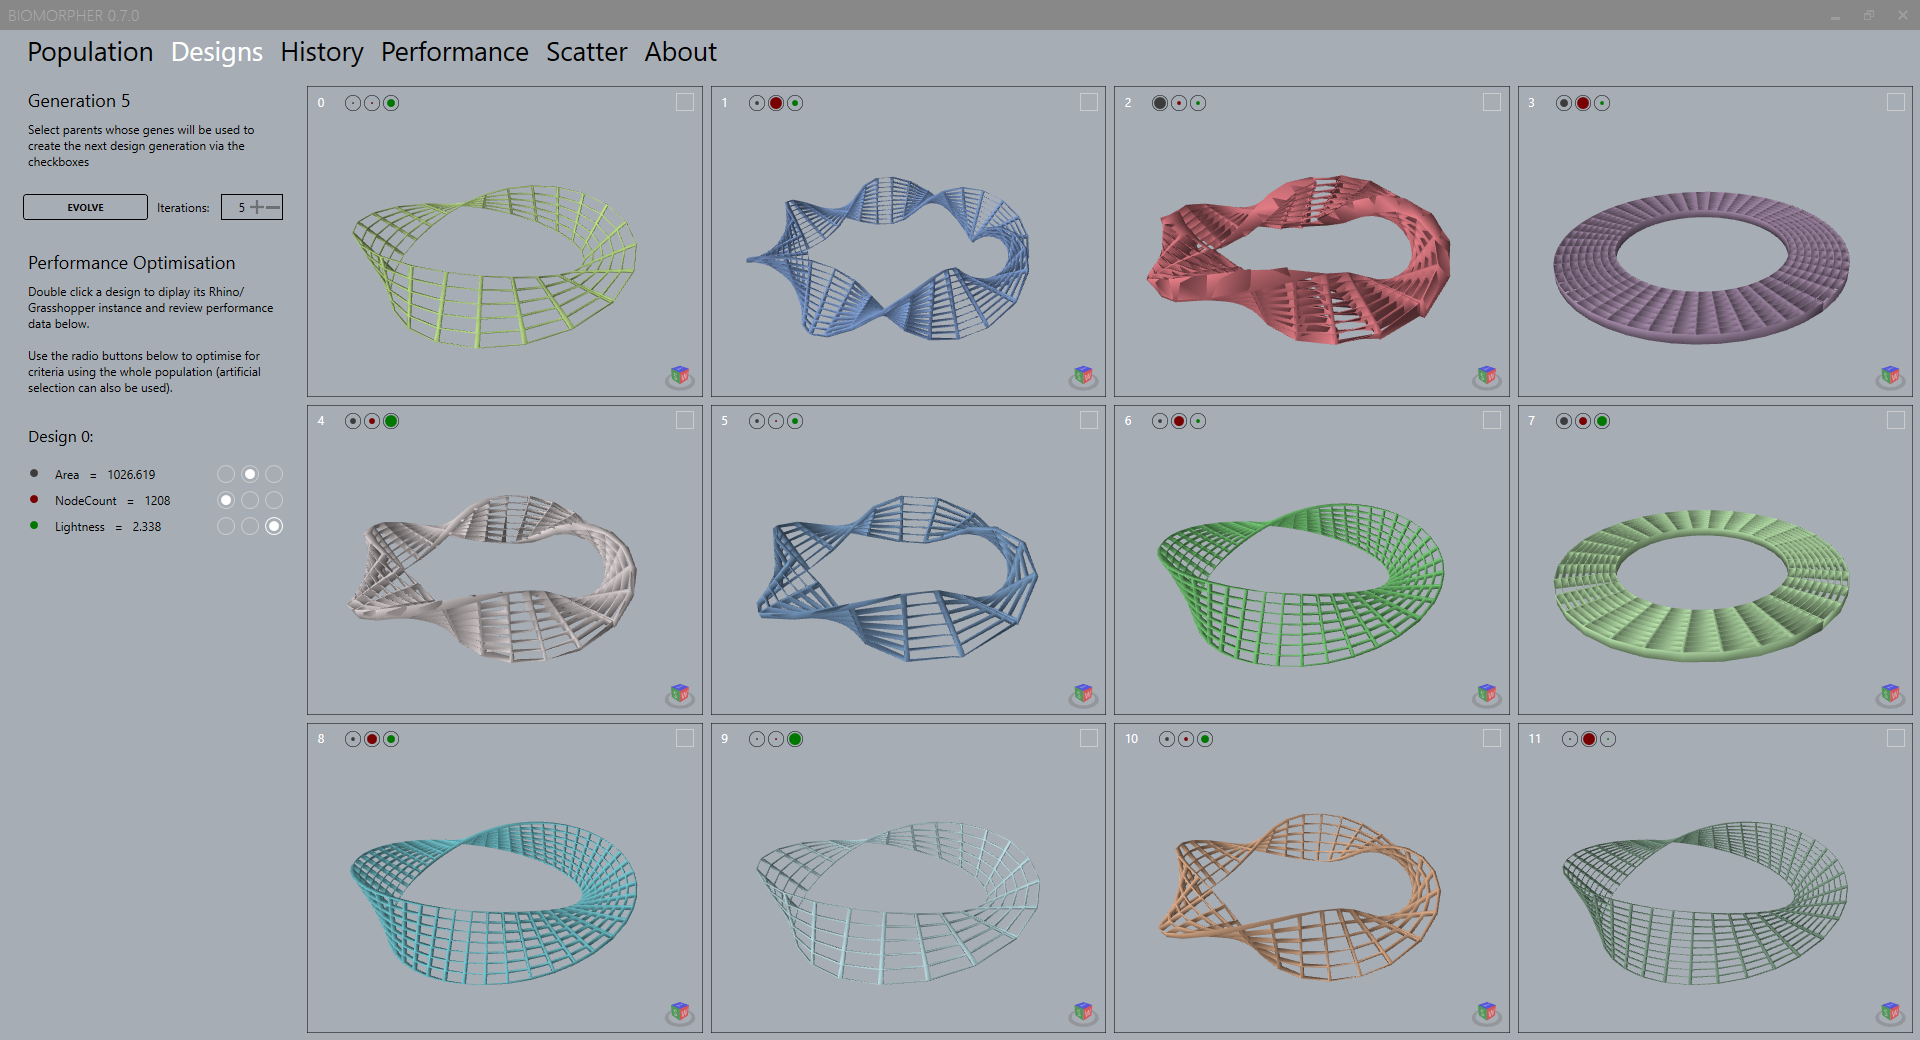 BIOMORPHER 0.7.0
Population Designs History Performance Scatter About
Generation 5
Select parents whose genes will be used to
create the next design generation via the
checkboxes
EVOLVE Iterations: 5
Performance Optimisation
Double click a design to diplay its Rhino/
Grasshopper instance and review performance
data below.
Use the radio buttons below to optimise for
criteria using the whole population (artificial
selection can also be used).
Design 0:
Area = 1026.619
NodeCount = 1208
Lightness = 2.338
0
1
2
3
4
5
6
7
8
9
10
11